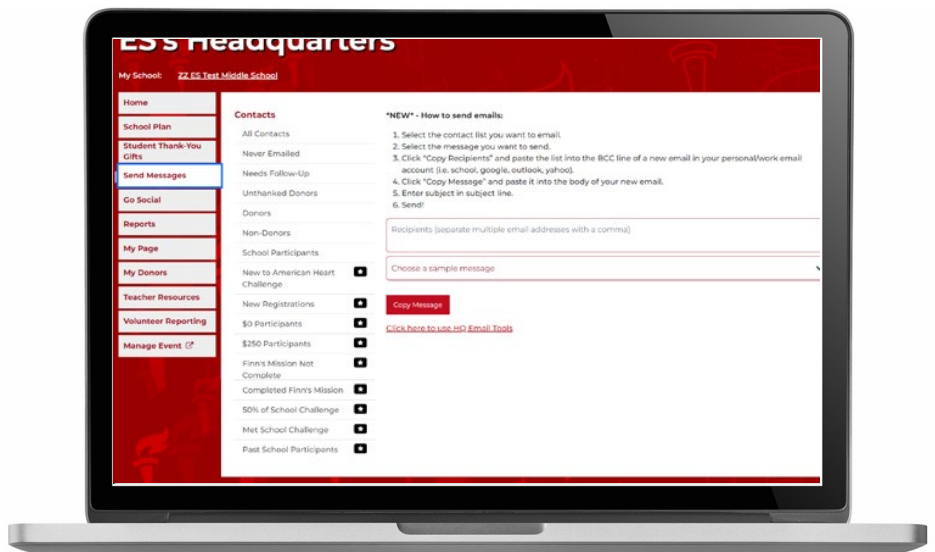 ES's Headquarters
My School: ZZ ES Test Middle School
Home
School Plan
Student Thank-You
Gifts
Send Messages
Go Social
Reports
My Page
My Donors
Teacher Resources
Volunteer Reporting
Manage Event
Contacts
All Contacts
Never Emailed
Needs Follow-Up
Unthanked Donors
Donors
Non-Donors
School Participants
New to American Heart
Challenge
New Registrations
$0 Participants
$250 Participants
Finn's Mission Not
Complete
Completed Finn's Mission
50% of School Challenge
Met School Challenge
Past School Participants
*NEW* - How to send emails:
1. Select the contact list you want to email.
2. Select the message you want to send.
3. Click "Copy Recipients" and paste the list into the BCC line of a new email in your personal/work email
account (i.e. school, google, outlook, yahoo).
4. Click "Copy Message" and paste it into the body of your new email.
5. Enter subject in subject line.
6. Send!
Recipients (separate multiple email addresses with a comma)
Choose a sample message
Copy Message
Click here to use HQ Email Tools